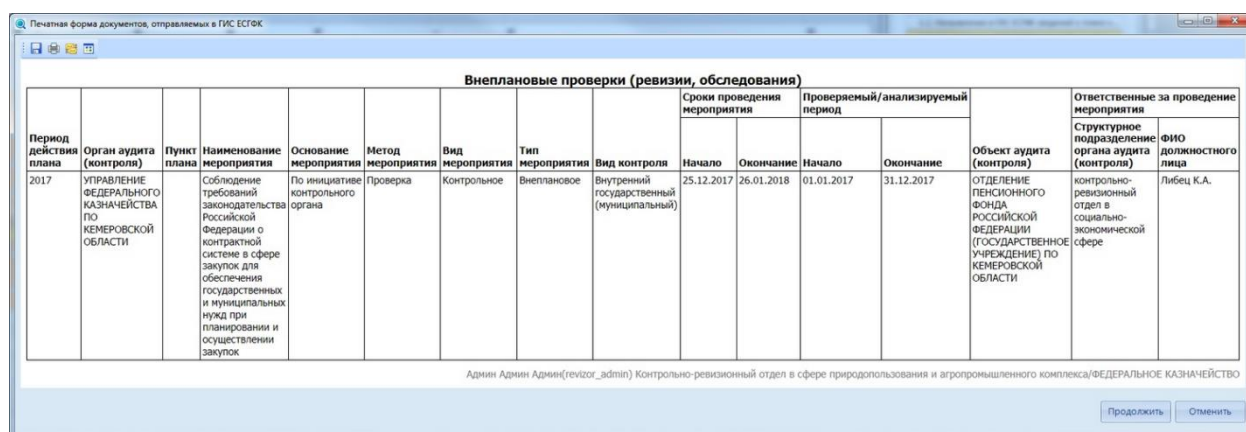 Печатная форма документов, отправляемых в ГИС ЕСГФК
Внеплановые проверки (ревизии, обследования)
Период
действия
плана
Орган аудита
(контроля)
Пункт
плана
Наименование
мероприятия
Основание
мероприятия
Метод
мероприятия
Вид
мероприятия
Тип
мероприятия
Вид контроля
Сроки проведения
мероприятия
Начало
Окончание
Проверяемый/анализируемый
период
Начало
Окончание
Объект аудита
(контроля)
Ответственные за проведение
мероприятия
Структурное
подразделение
органа аудита
(контроля)
ФИО
должностного
лица
2017
УПРАВЛЕНИЕ
ФЕДЕРАЛЬНОГО
КАЗНАЧЕЙСТВА
ПО
КЕМЕРОВСКОЙ
ОБЛАСТИ
Соблюдение
требований
законодательства
Российской
Федерации о
контрактной
системе в сфере
закупок для
обеспечения
государственных
и муниципальных
нужд при
планировании и
осуществлении
закупок
По инициативе
контрольного
органа
Проверка
Контрольное
Внеплановое
Внутренний
государственный
(муниципальный)
25.12.2017
26.01.2018
01.01.2017
31.12.2017
ОТДЕЛЕНИЕ
ПЕНСИОННОГО
ФОНДА
РОССИЙСКОЙ
ФЕДЕРАЦИИ
(ГОСУДАРСТВЕННОЕ
УЧРЕЖДЕНИЕ) ПО
КЕМЕРОВСКОЙ
ОБЛАСТИ
контрольно-
ревизионный
отдел в
социально-
экономической
сфере
Либец К.А.
Админ Админ Админ(revizor_admin) Контрольно-ревизионный отдел в сфере природопользования и агропромышленного комплекса/ФЕДЕРАЛЬНОЕ КАЗНАЧЕЙСТВО
Продолжить
Отменить